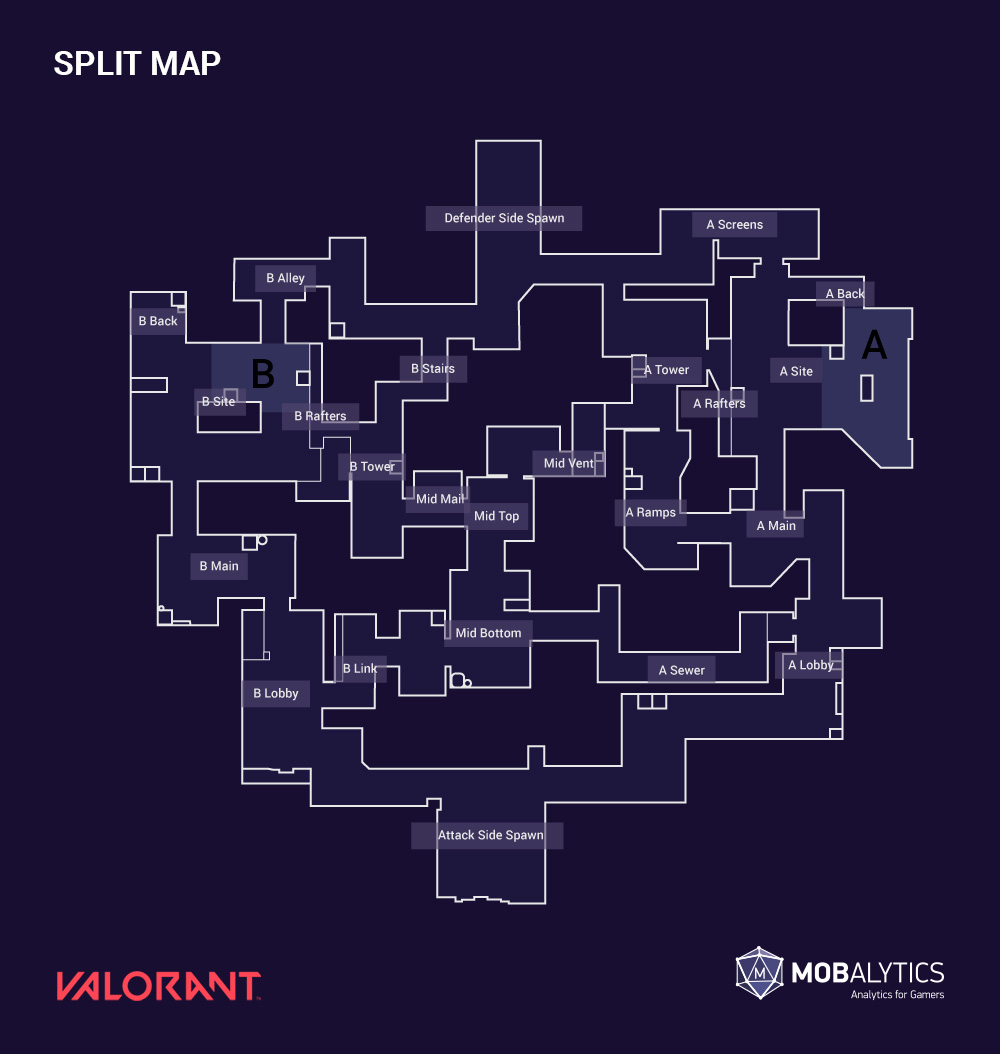 SPLIT MAP
Defender Side Spawn
A Screens
B Alley
A Back
B Back
A
B
B Stairs
A Tower
A Site
B Site
A Rafters
B Rafters
B Tower
Mid Vent
Mid Mail
Mid Top
A Ramps
A Main
B Main
Mid Bottom
B Link
A Sewer
A Lobby
B Lobby
Attack Side Spawn
VALORANT
M
MOBALYTICS
Analytics for Gamers